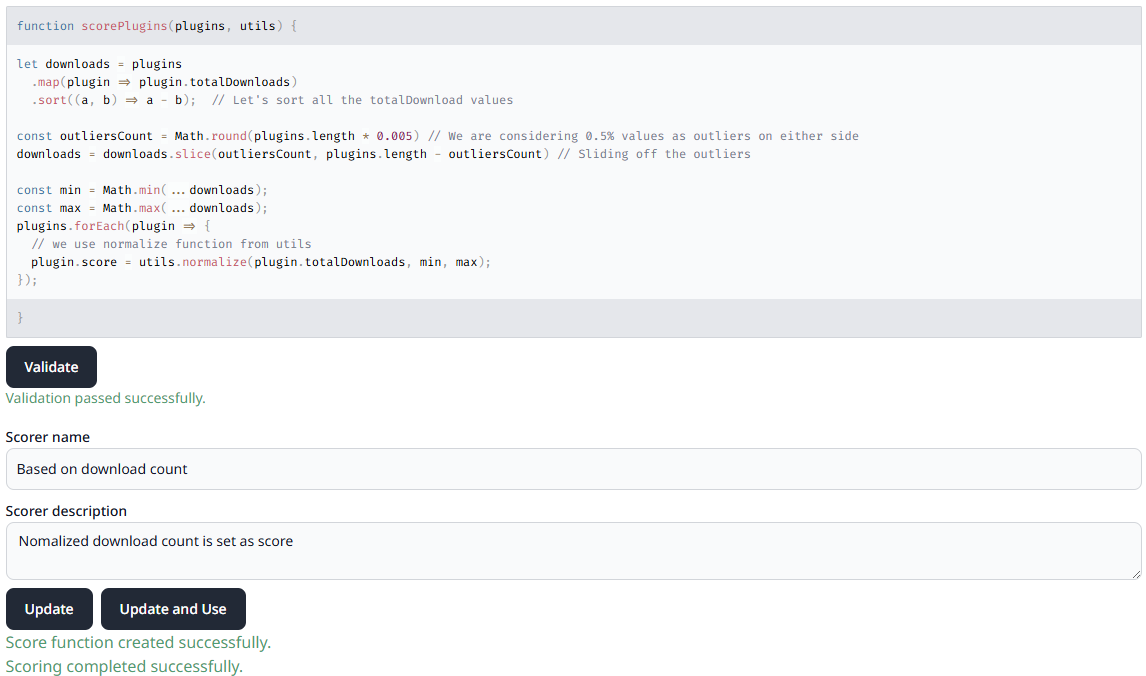 function scorePlugins(plugins, utils) {
let downloads = plugins
  .map(plugin => plugin.totalDownloads)
  .sort((a, b) => a - b);  // Let's sort all the totalDownload values
const outliersCount = Math.round(plugins.length * 0.005) // We are considering 0.5% values as outliers on either side
downloads = downloads.slice(outliersCount, plugins.length - outliersCount) // Sliding off the outliers
const min = Math.min(...downloads);
const max = Math.max(...downloads);
plugins.forEach(plugin => {
  // we use normalize function from utils
  plugin.score = utils.normalize(plugin.totalDownloads, min, max);
});
}
Validate
Validation passed successfully.
Scorer name
Based on download count
Scorer description
Nomalized download count is set as score
Update Update and Use
Score function created successfully.
Scoring completed successfully.